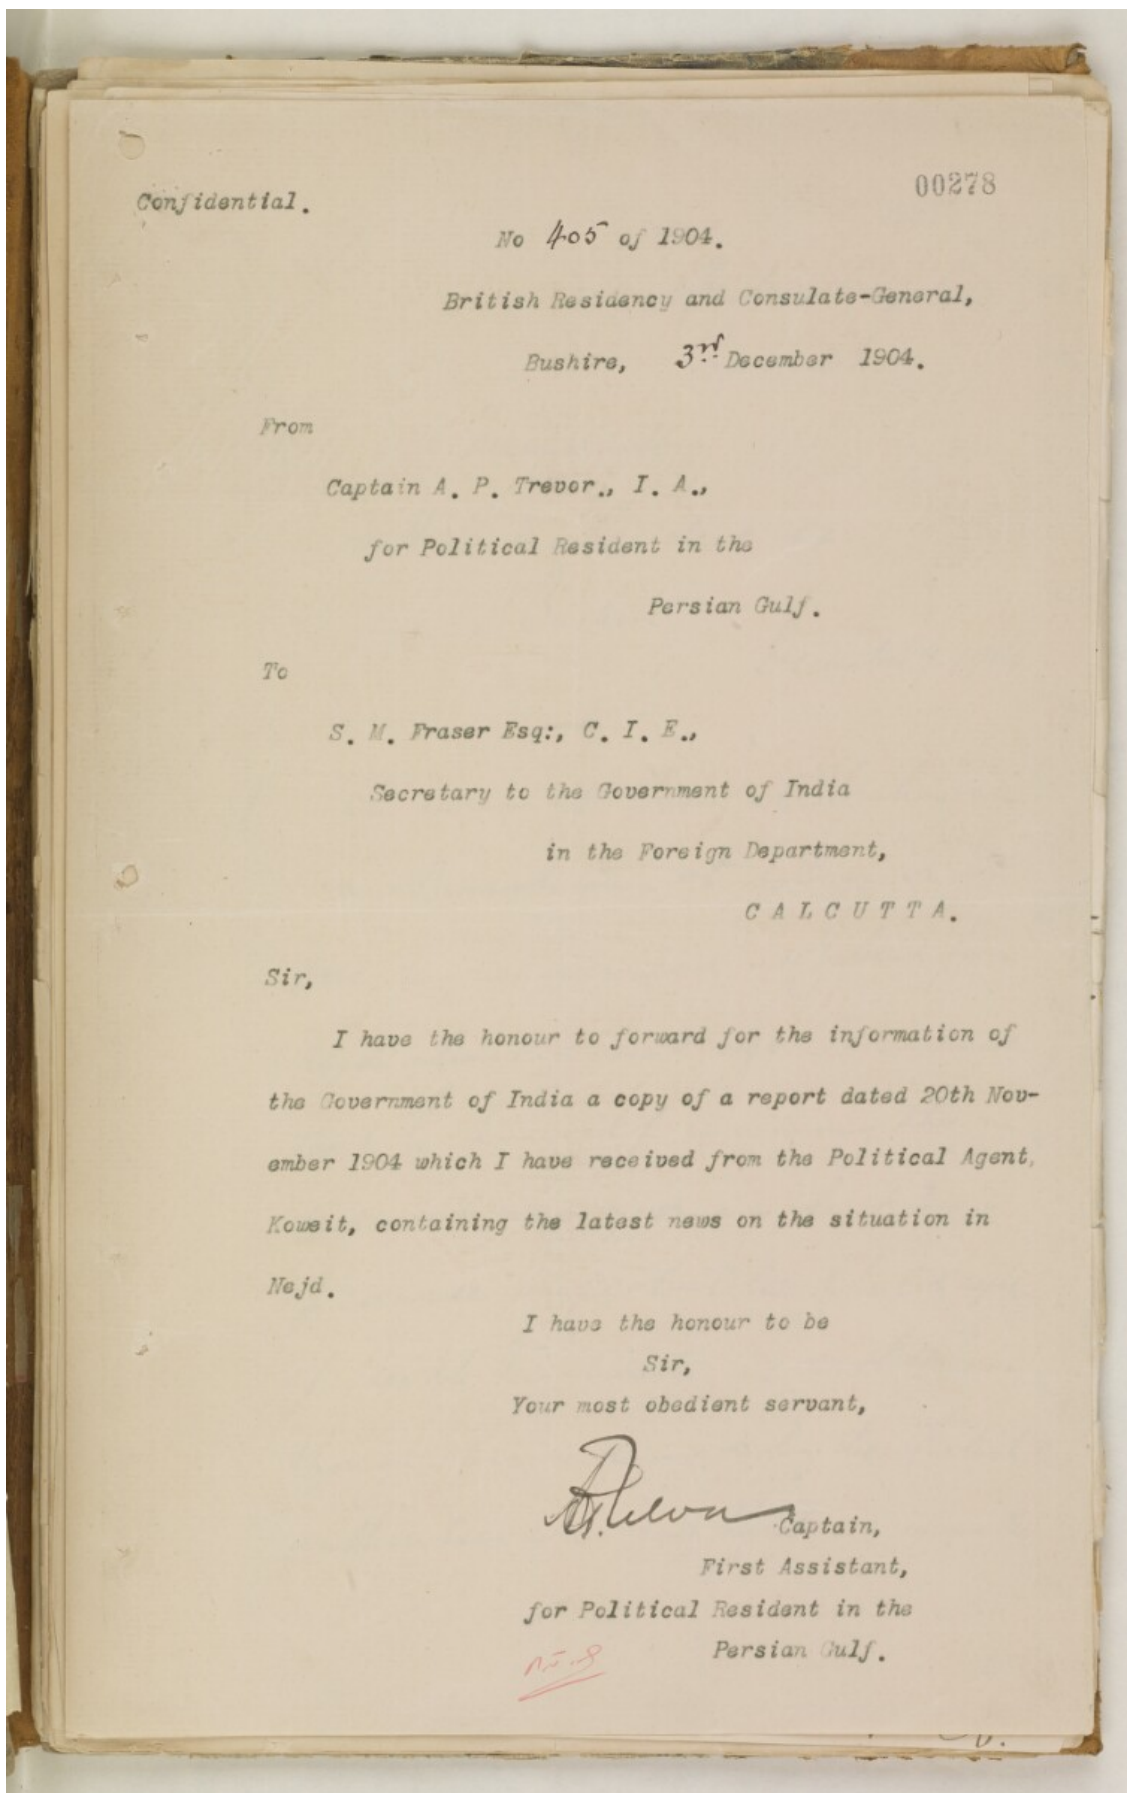 00278
Confidential.
No 405 of 1904.
British Residency and Consulate-General,
Bushire, 3rd December 1904.
From
Captain A. P. Trevor., I. A.,
for Political Resident in the
Persian Gulf.
To
S. M. Fraser Esq:, C. I. E.,
Secretary to the Government of India
in the Foreign Department,
C A L C U T T A.
Sir,
I have the honour to forward for the information of
the Government of India a copy of a report dated 20th Nov-
ember 1904 which I have received from the Political Agent,
Koweit, containing the latest news on the situation in
Nejd.
I have the honour to be
Sir,
Your most obedient servant,
Captain,
First Assistant,
for Political Resident in the
Persian Gulf.